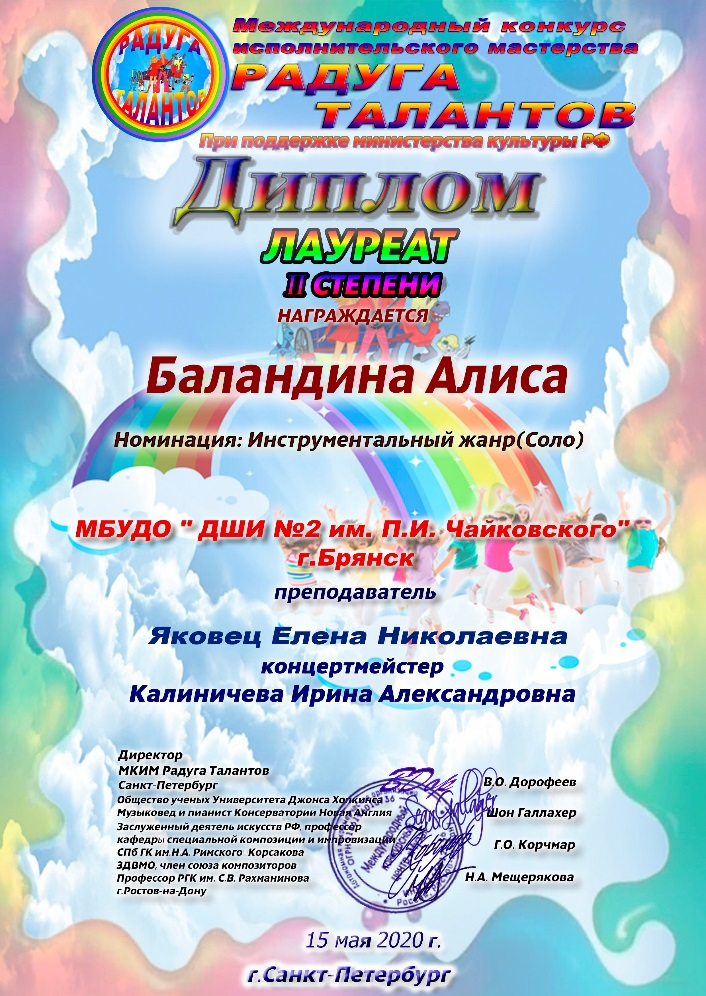 РАДУГА
ТАЛАНТОВ
Международный конкурс
исполнительского мастерства
РАДУГА
ТАЛАНТОВ
При поддержке министерства культуры РФ
Диплом
ЛАУРЕАТ
II СТЕПЕНИ
НАГРАЖДАЕТСЯ
Баландина Алиса
Номинация: Инструментальный жанр(Соло)
МБУДО " ДШИ №2 им. П.И. Чайковского"
г.Брянск
преподаватель
Яковец Елена Николаевна
концертмейстер
Калиничева Ирина Александровна
Директор
МКИМ Радуга Талантов
Санкт-Петербург
В.О. Дорофеев
Общество ученых Университета Джонса Хопкинса
Музыковед и пианист Консерватории Новая Англия
Шон Галлахер
Заслуженный деятель искусств РФ, профессор
кафедры специальной композиции и импровизации
СПб ГК им.Н.А. Римского Корсакова
Г.О. Корчмар
ЗДВМО, член союза композиторов
Профессор РГК им. С.В. Рахманинова
г.Ростов-на-Дону
Н.А. Мещерякова
15 мая 2020 г.
г.Санкт-Петербург